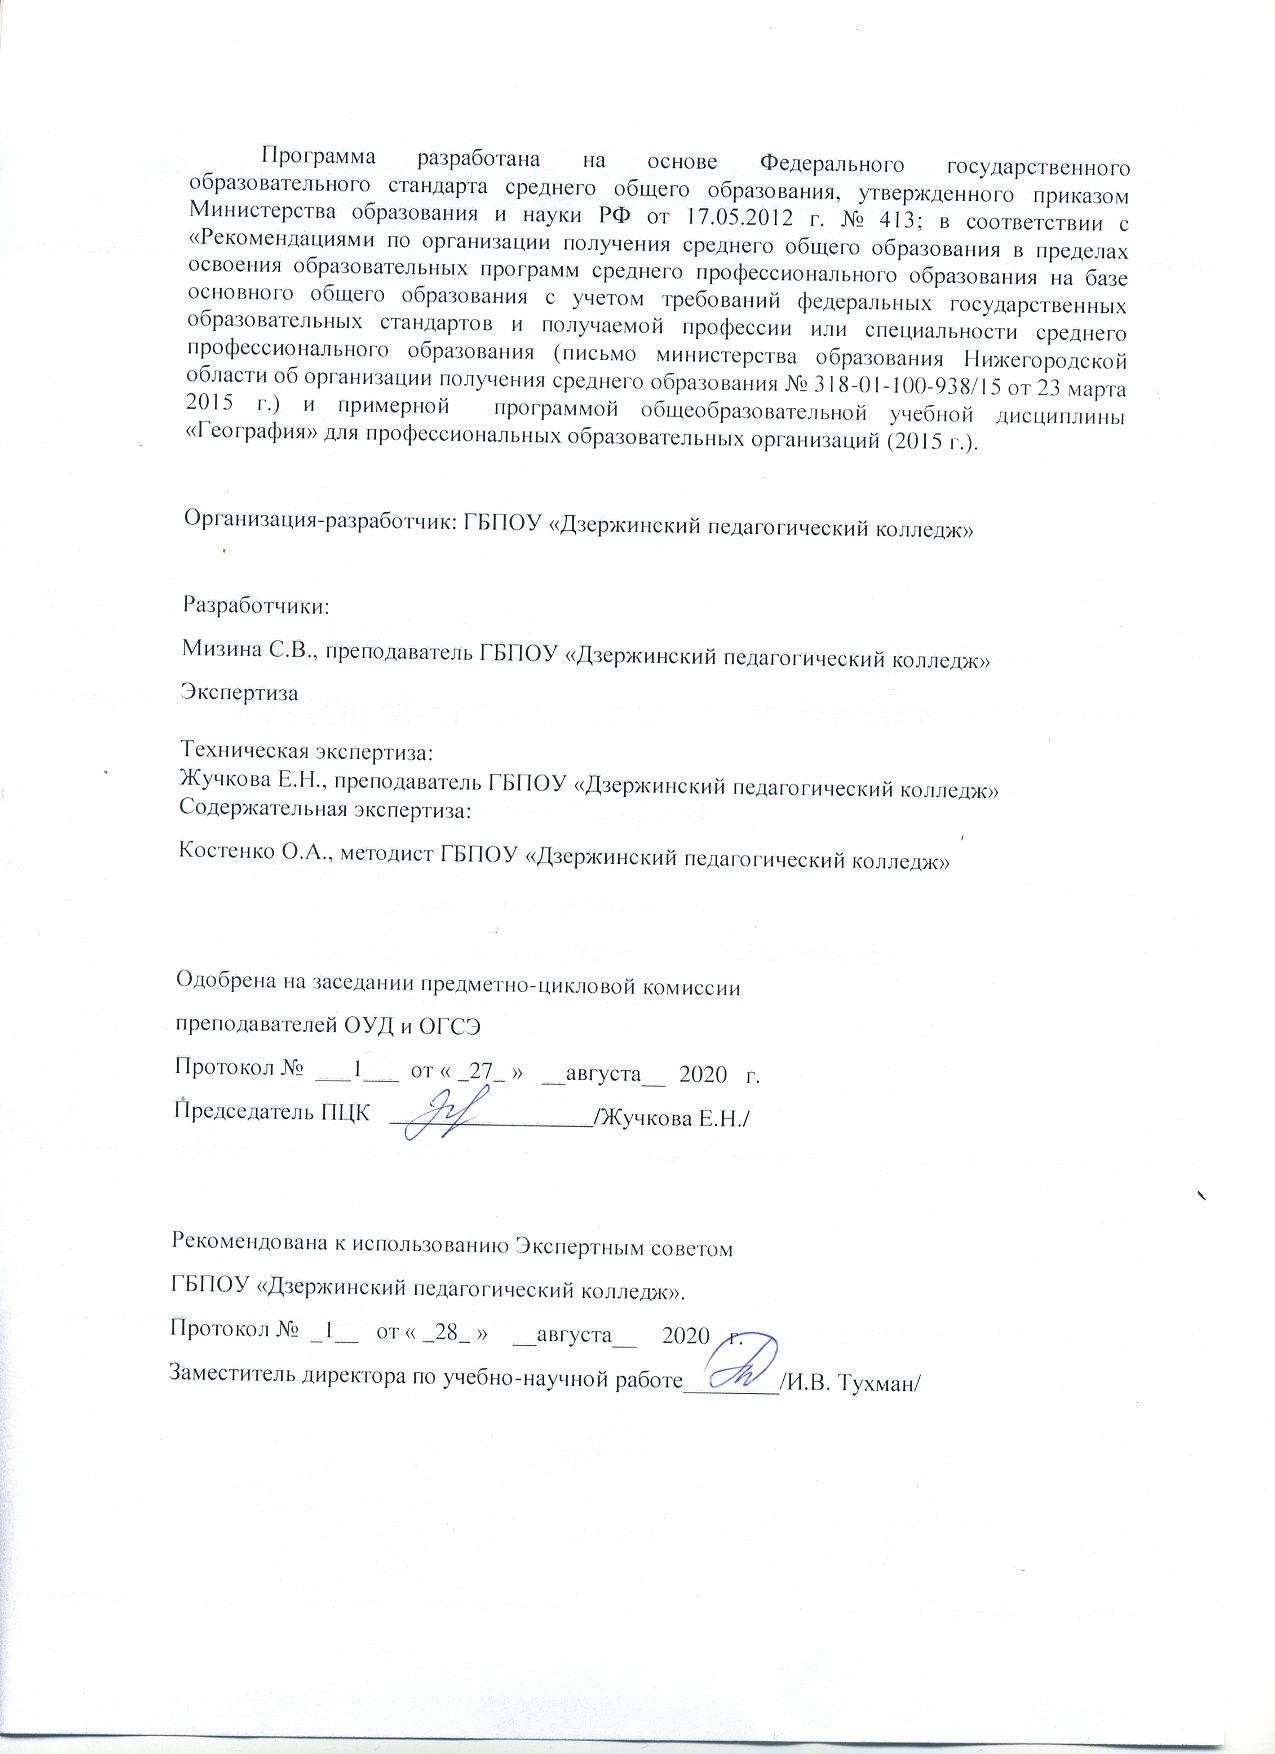 Программа разработана на основе Федерального государственного
образовательного стандарта среднего общего образования, утвержденного приказом
Министерства образования и науки РФ от 17.05.2012 г. № 413; в соответствии с
«Рекомендациями по организации получения среднего общего образования в пределах
освоения образовательных программ среднего профессионального образования на базе
основного общего образования с учетом требований федеральных государственных
образовательных стандартов и получаемой профессии или специальности среднего
профессионального образования (письмо министерства образования Нижегородской
области об организации получения среднего образования № 318-01-100-938/15 от 23 марта
2015 г.) и примерной программой общеобразовательной учебной дисциплины
«География» для профессиональных образовательных организаций (2015 г.).
Организация-разработчик: ГБПОУ «Дзержинский педагогический колледж»
Разработчики:
Мизина С.В., преподаватель ГБПОУ «Дзержинский педагогический колледж»
Экспертиза
Техническая экспертиза:
Жучкова Е.Н., преподаватель ГБПОУ «Дзержинский педагогический колледж»
Содержательная экспертиза:
Костенко О.А., методист ГБПОУ «Дзержинский педагогический колледж»
Одобрена на заседании предметно-цикловой комиссии
преподавателей ОУД и ОГСЭ
Протокол № ___1___ от « _27_ » __августа__ 2020 г.
Председатель ПЦК _________________/Жучкова Е.Н./
Рекомендована к использованию Экспертным советом
ГБПОУ «Дзержинский педагогический колледж».
Протокол № _1__ от « _28_ » __августа__ 2020 г.
Заместитель директора по учебно-научной работе________/И.В. Тухман/